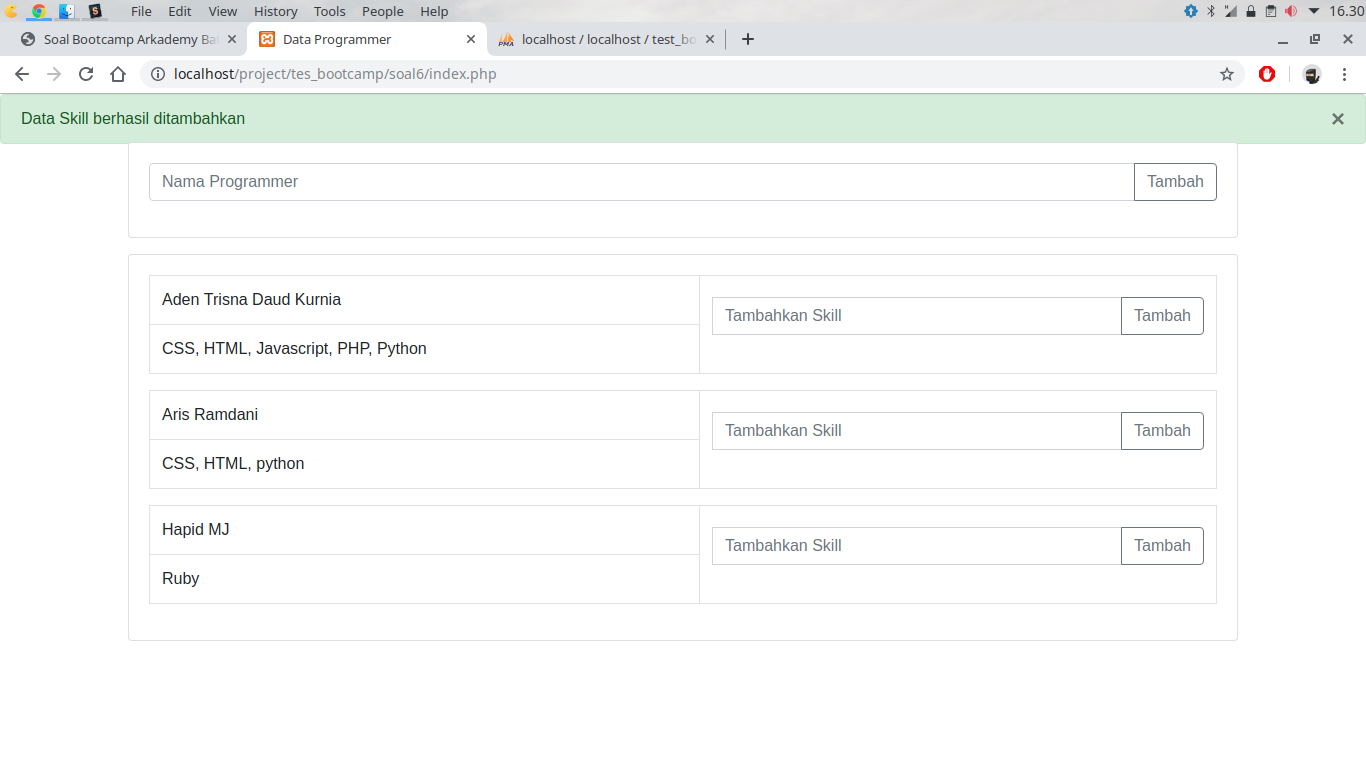 File Edit View History Tools People Help 16.30
Soal Bootcamp Arkademy Ba Data Programmer PMA localhost / localhost / test_bo
localhost/project/tes_bootcamp/soal6/index.php
Data Skill berhasil ditambahkan
Nama Programmer Tambah
Aden Trisna Daud Kurnia
Tambahkan Skill Tambah
CSS, HTML, Javascript, PHP, Python
Aris Ramdani
Tambahkan Skill Tambah
CSS, HTML, python
Hapid MJ
Tambahkan Skill Tambah
Ruby